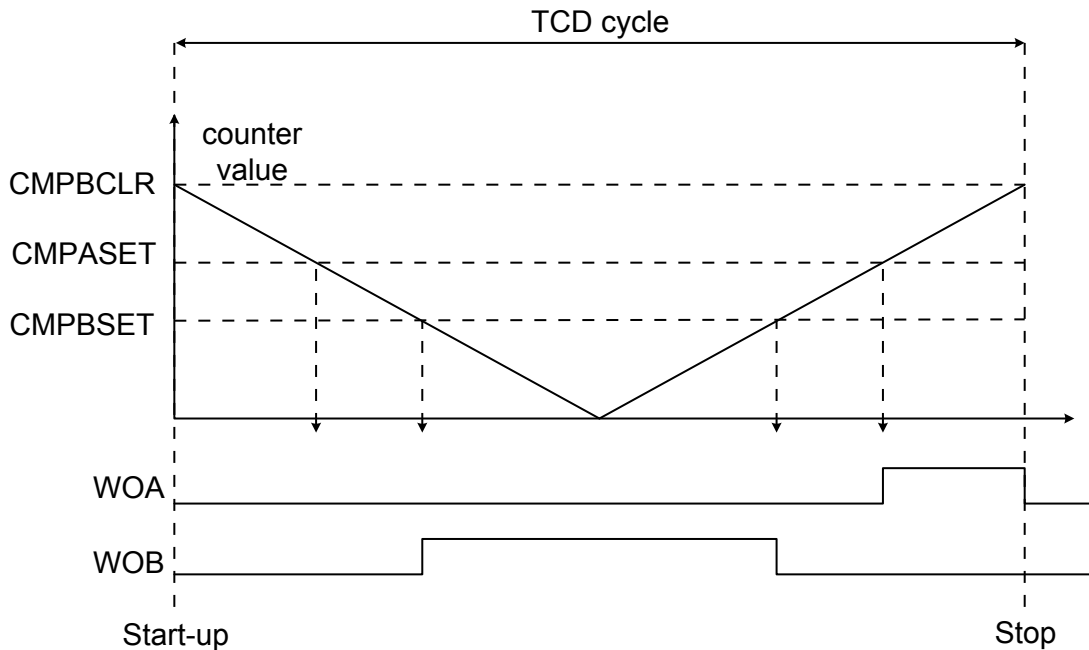 TCD cycle
counter
value
CMPBCLR
CMPASET
CMPBSET
WOA
WOB
Start-up
Stop